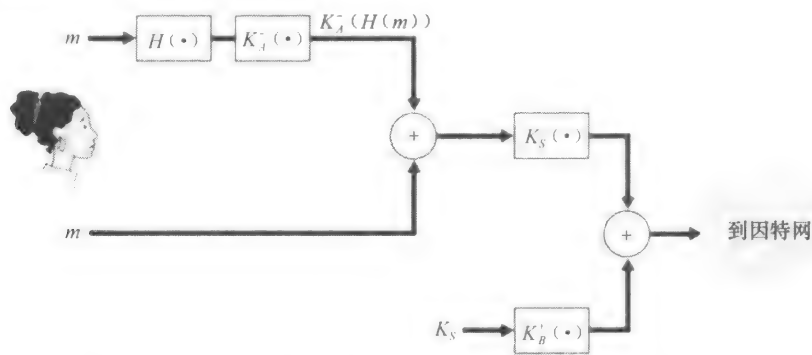 K_A^-(H(m))
m H(·) K_A^-(·)
+ K_S(·)
m + 到因特网
K_S K_B^+(·)